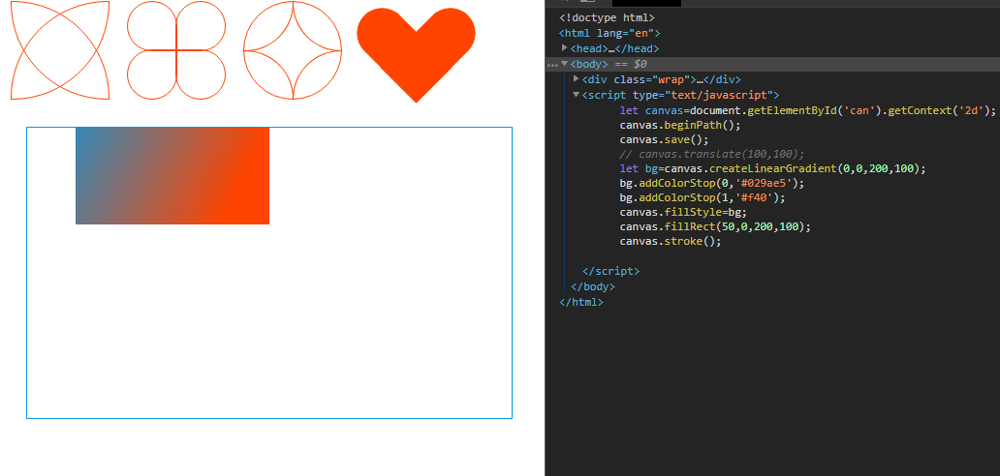 <!doctype html>
<html lang="en">
<head>…</head>
<body> == $0
<div class="wrap">…</div>
<script type="text/javascript">
let canvas=document.getElementById('can').getContext('2d');
canvas.beginPath();
canvas.save();
// canvas.translate(100,100);
let bg=canvas.createLinearGradient(0,0,200,100);
bg.addColorStop(0,'#029ae5');
bg.addColorStop(1,'#f40');
canvas.fillStyle=bg;
canvas.fillRect(50,0,200,100);
canvas.stroke();
</script>
</body>
</html>